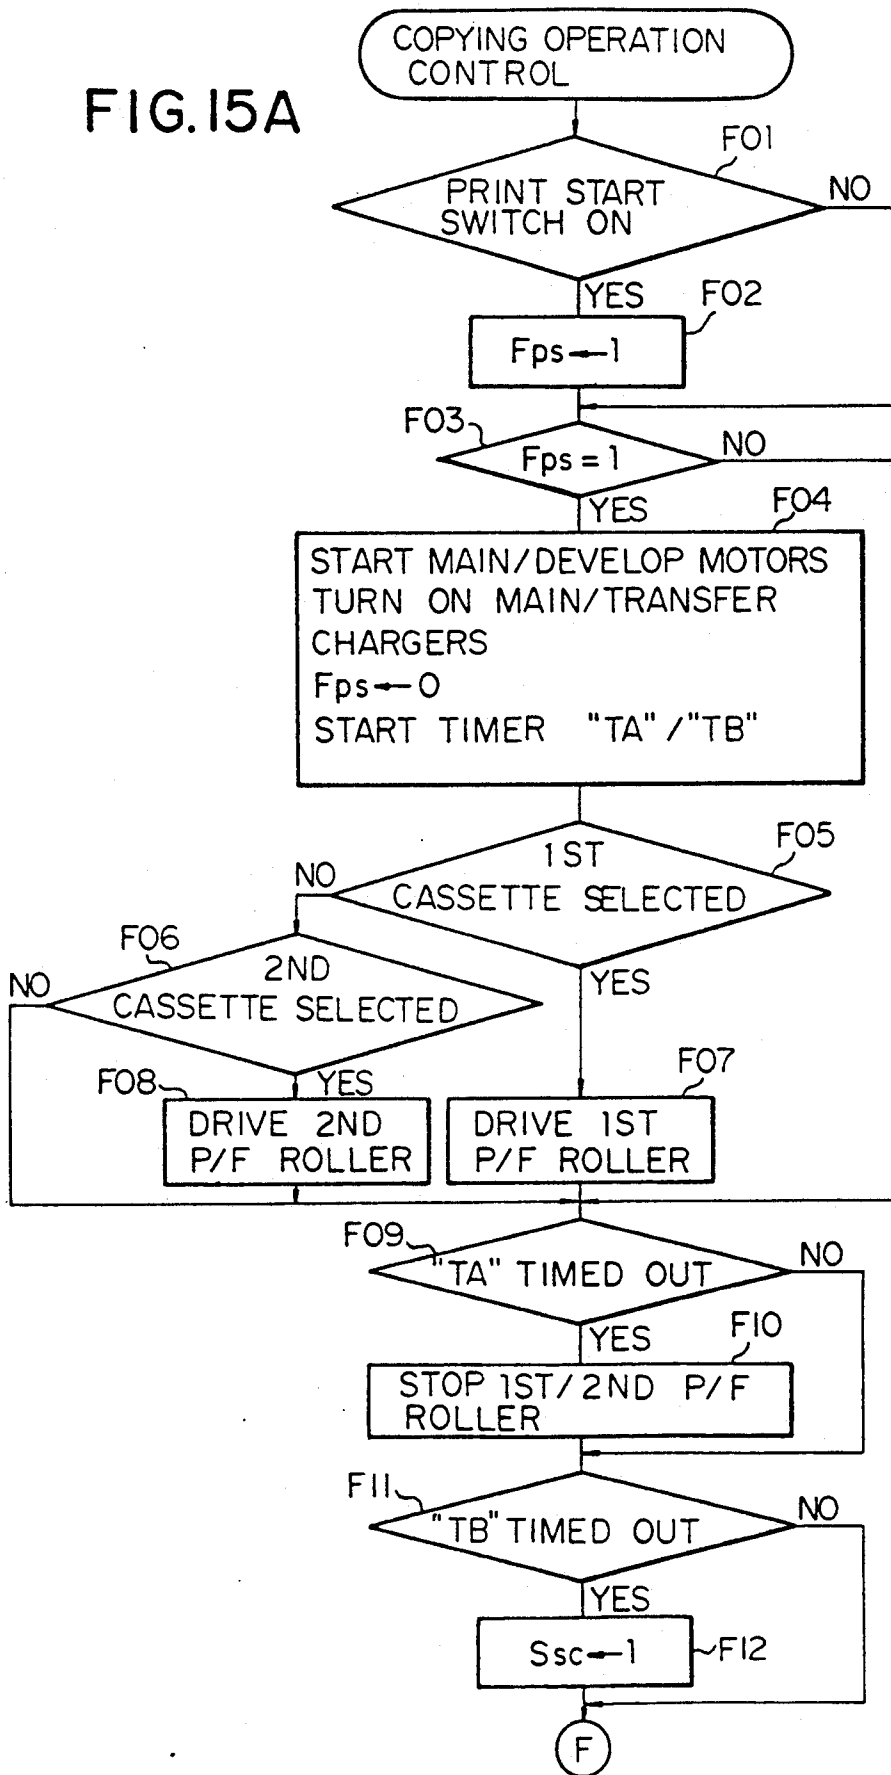 COPYING OPERATION
CONTROL
FIG.15A
F01
PRINT START
SWITCH ON
NO
YES
F02
Fps←1
F03
Fps=1
NO
YES
F04
START MAIN/DEVELOP MOTORS
TURN ON MAIN/TRANSFER
CHARGERS
Fps←0
START TIMER "TA"/"TB"
F05
1ST
CASSETTE SELECTED
NO
YES
F06
2ND
CASSETTE SELECTED
NO
YES
F08
DRIVE 2ND
P/F ROLLER
F07
DRIVE 1ST
P/F ROLLER
F09
"TA" TIMED OUT
NO
YES
F10
STOP 1ST/2ND P/F
ROLLER
F11
"TB" TIMED OUT
NO
YES
Ssc←1
F12
F